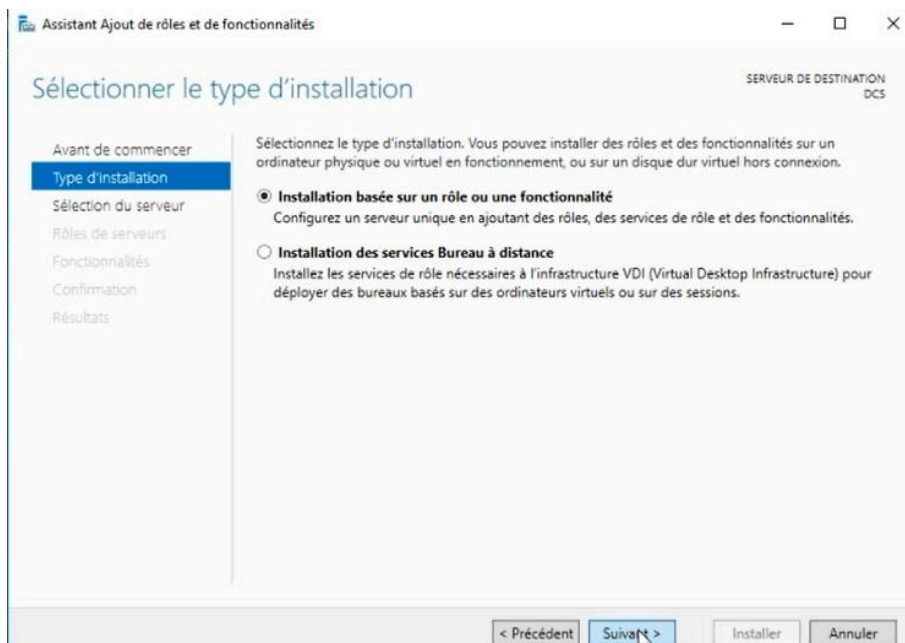 Assistant Ajout de rôles et de fonctionnalités
Sélectionner le type d'installation
SERVEUR DE DESTINATION
DCS
Avant de commencer
Type d'installation
Sélection du serveur
Rôles de serveurs
Fonctionnalités
Confirmation
Résultats
Sélectionnez le type d'installation. Vous pouvez installer des rôles et des fonctionnalités sur un
ordinateur physique ou virtuel en fonctionnement, ou sur un disque dur virtuel hors connexion.
Installation basée sur un rôle ou une fonctionnalité
Configurez un serveur unique en ajoutant des rôles, des services de rôle et des fonctionnalités.
Installation des services Bureau à distance
Installez les services de rôle nécessaires à l'infrastructure VDI (Virtual Desktop Infrastructure) pour
déployer des bureaux basés sur des ordinateurs virtuels ou sur des sessions.
< Précédent
Suivant >
Installer
Annuler